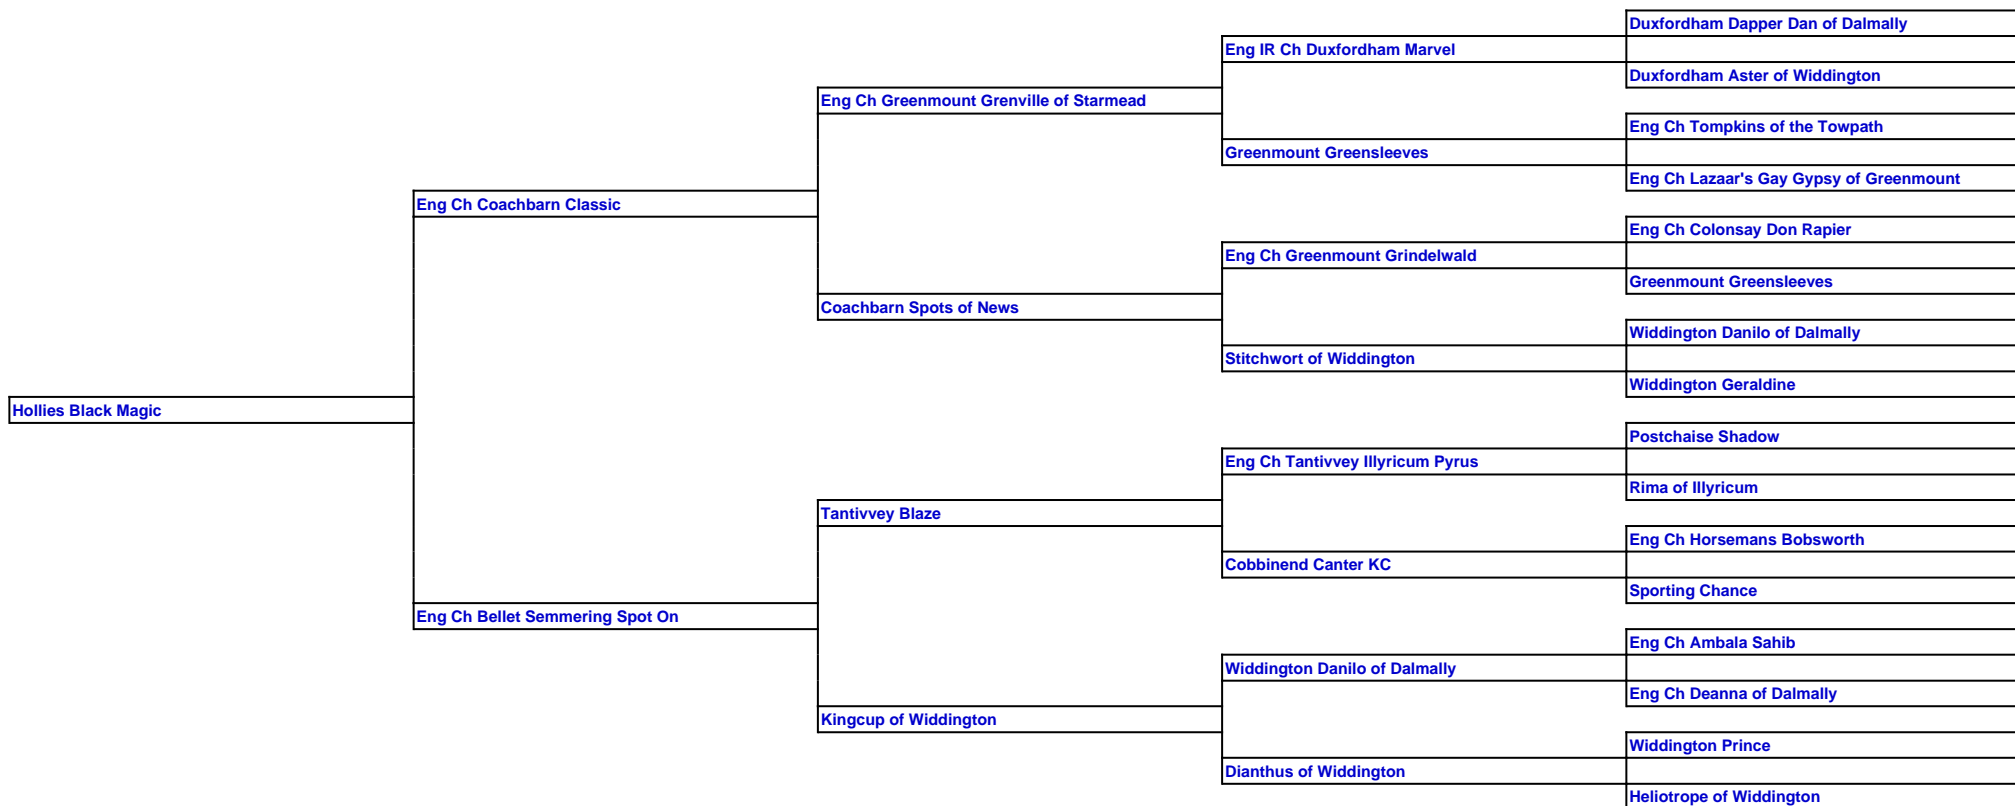 Duxfordham Dapper Dan of Dalmally
Eng IR Ch Duxfordham Marvel
Duxfordham Aster of Widdington
Eng Ch Greenmount Grenville of Starmead
Eng Ch Tompkins of the Towpath
Greenmount Greensleeves
Eng Ch Lazaar's Gay Gypsy of Greenmount
Eng Ch Coachbarn Classic
Eng Ch Colonsay Don Rapier
Eng Ch Greenmount Grindelwald
Greenmount Greensleeves
Coachbarn Spots of News
Widdington Danilo of Dalmally
Stitchwort of Widdington
Widdington Geraldine
Hollies Black Magic
Postchaise Shadow
Eng Ch Tantivvey Illyricum Pyrus
Rima of Illyricum
Tantivvey Blaze
Eng Ch Horsemans Bobsworth
Cobbinend Canter KC
Sporting Chance
Eng Ch Bellet Semmering Spot On
Eng Ch Ambala Sahib
Widdington Danilo of Dalmally
Eng Ch Deanna of Dalmally
Kingcup of Widdington
Widdington Prince
Dianthus of Widdington
Heliotrope of Widdington